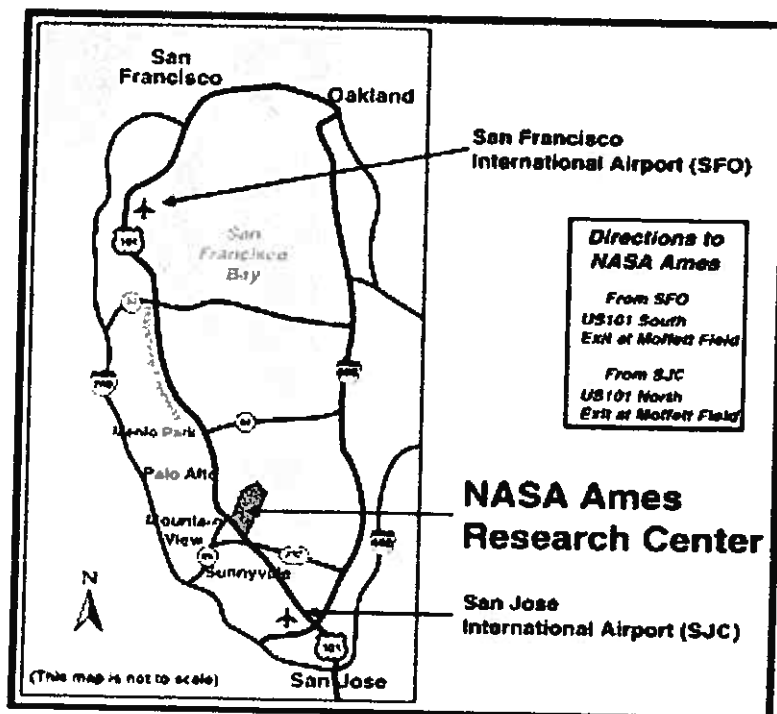 San
Francisco
Oakland
San Francisco
International Airport (SFO)
101
San
Francisco
Bay
Directions to
NASA Ames
From SFO
US101 South
Exit at Moffett Field
From SJC
US101 North
Exit at Moffett Field
Menlo Park
Palo Alto
NASA Ames
Research Center
Mountain
View
Sunnyvale
N
San Jose
International Airport (SJC)
101
(This map is not to scale)
San Jose